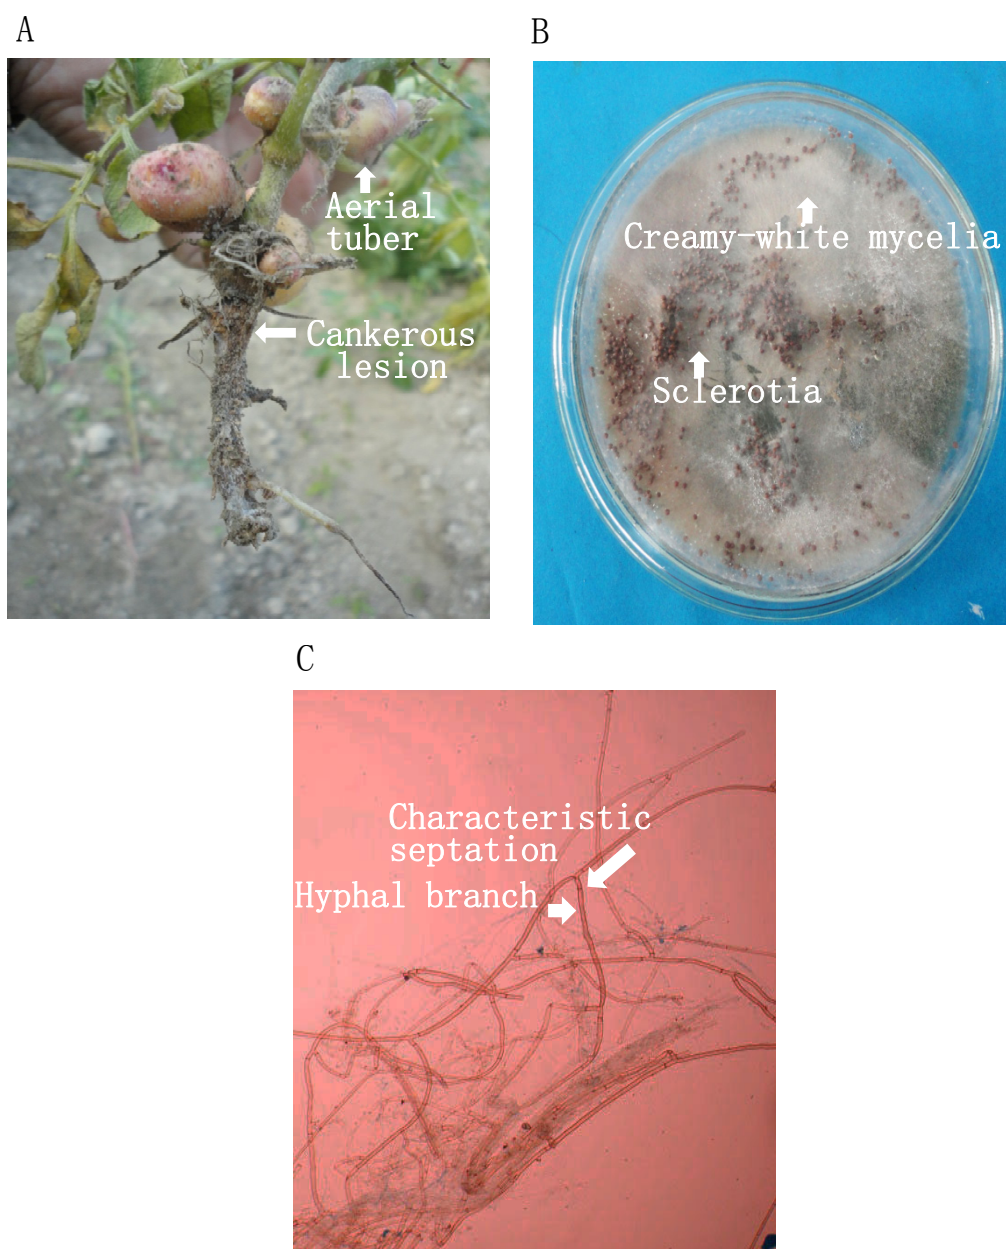 A
B
Aerial
tuber
Cankerous
lesion
Creamy-white mycelia
Sclerotia
C
Characteristic
septation
Hyphal branch